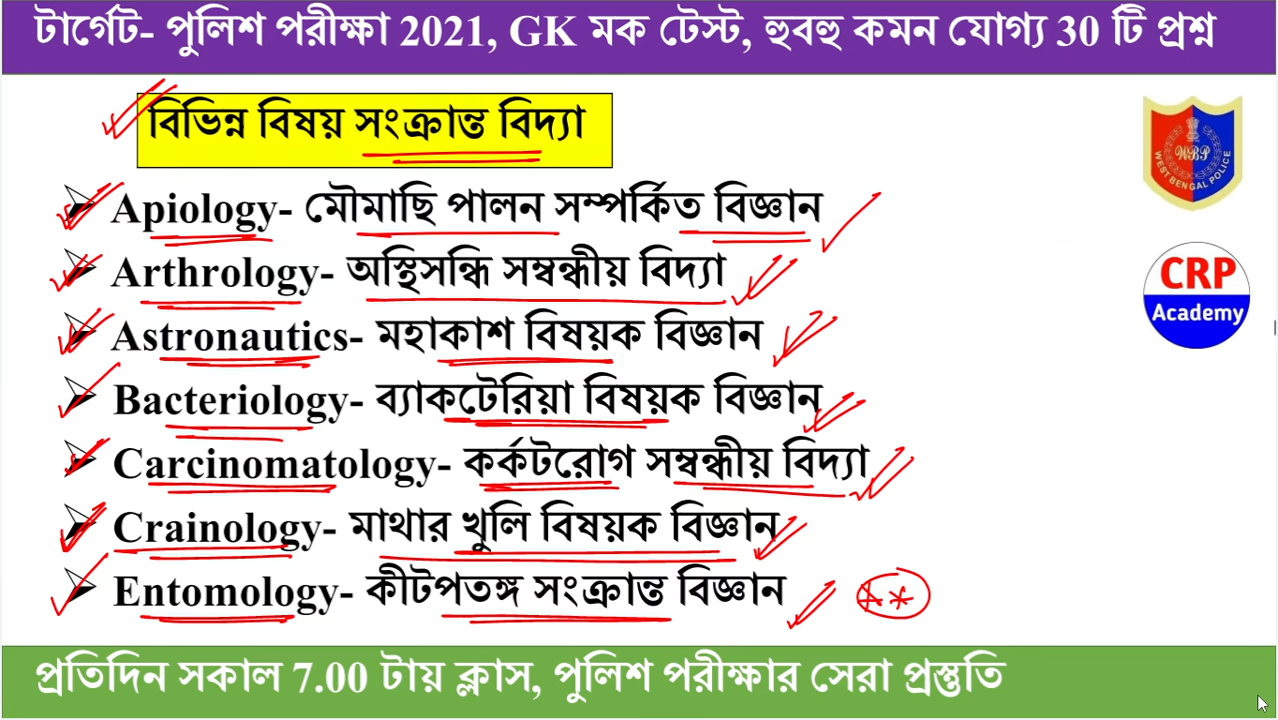 টার্গেট- পুলিশ পরীক্ষা 2021, GK মক টেস্ট, হুবহু কমন যোগ্য 30 টি প্রশ্ন
বিভিন্ন বিষয় সংক্রান্ত বিদ্যা
Apiology- মৌমাছি পালন সম্পর্কিত বিজ্ঞান
Arthrology- অস্থিসন্ধি সম্বন্ধীয় বিদ্যা
Astronautics- মহাকাশ বিষয়ক বিজ্ঞান
Bacteriology- ব্যাকটেরিয়া বিষয়ক বিজ্ঞান
Carcinomatology- কর্কটরোগ সম্বন্ধীয় বিদ্যা
Crainology- মাথার খুলি বিষয়ক বিজ্ঞান
Entomology- কীটপতঙ্গ সংক্রান্ত বিজ্ঞান **
WBP
WEST BENGAL POLICE
CRP
Academy
প্রতিদিন সকাল 7.00 টায় ক্লাস, পুলিশ পরীক্ষার সেরা প্রস্তুতি